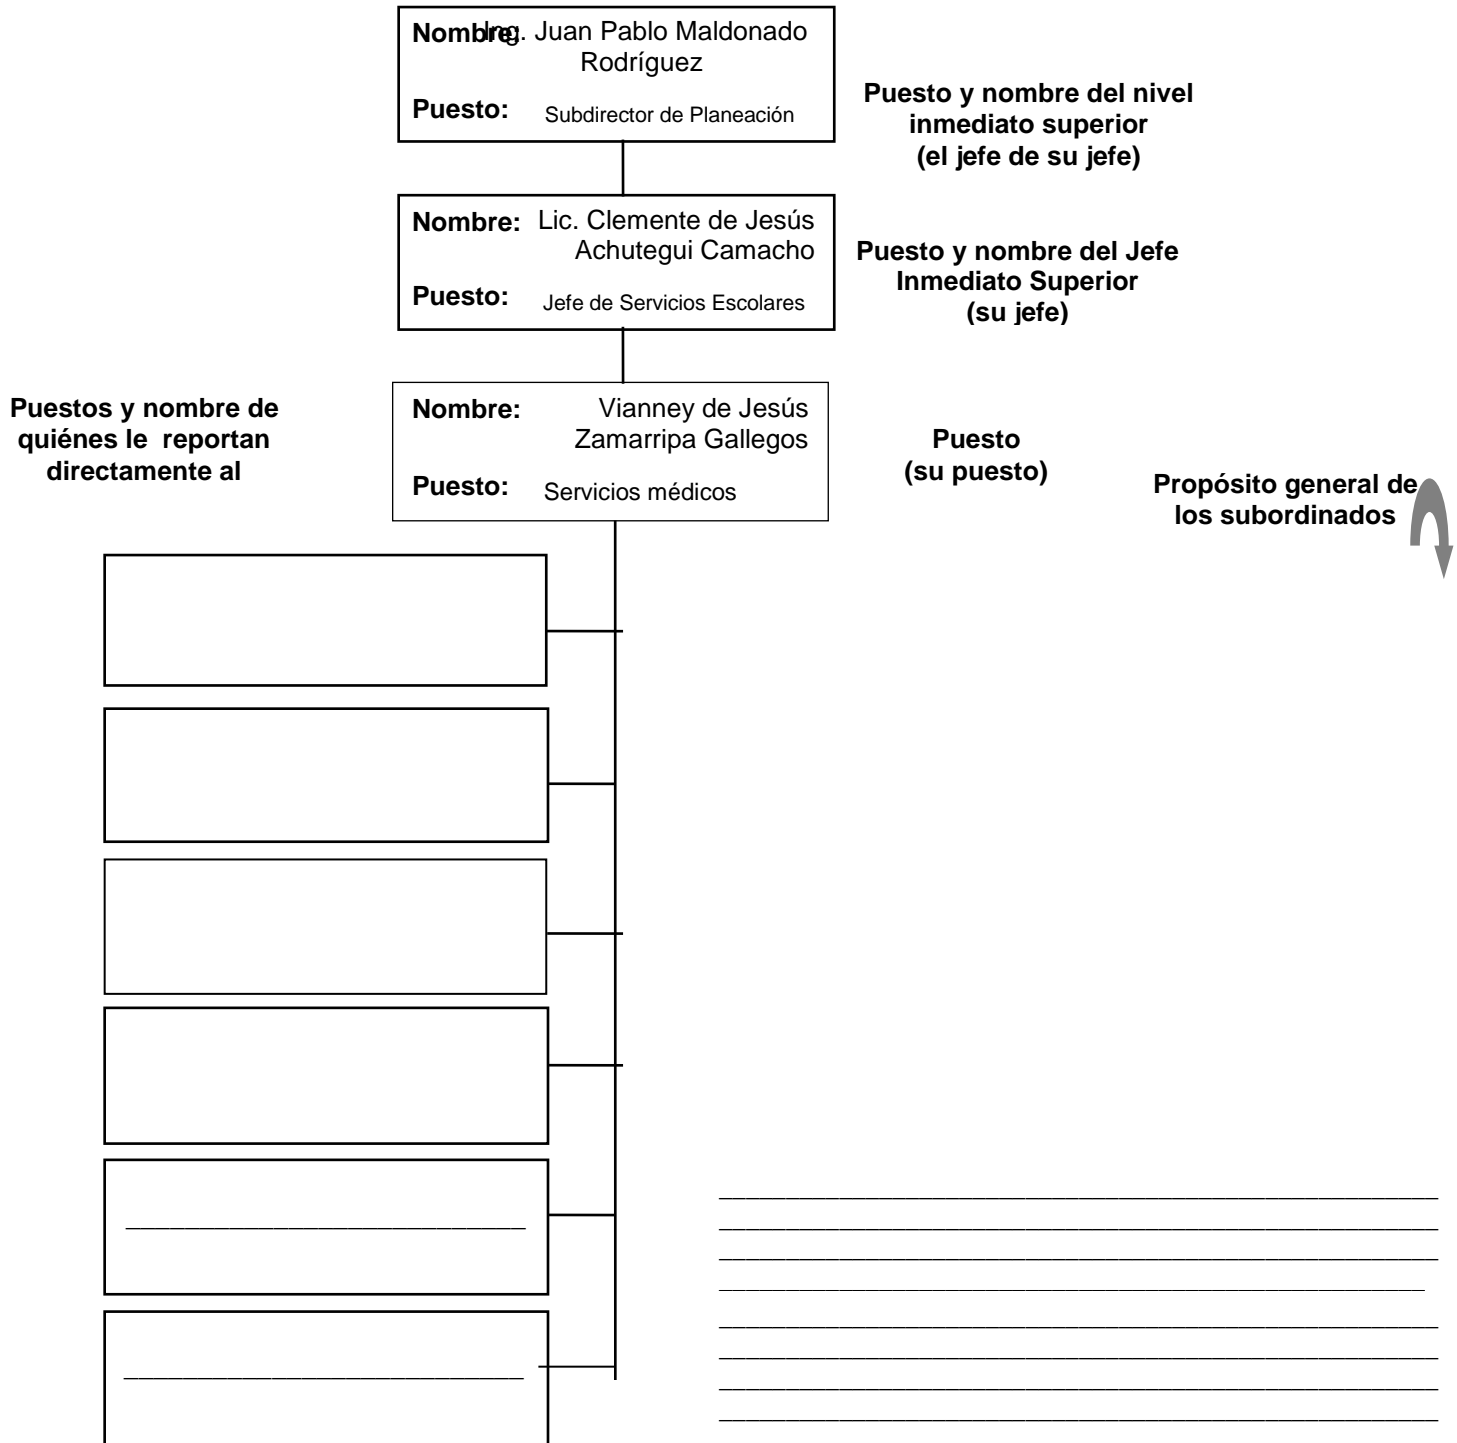 Nombre: Ing. Juan Pablo Maldonado
Rodríguez
Puesto: Subdirector de Planeación
Puesto y nombre del nivel
inmediato superior
(el jefe de su jefe)
Nombre: Lic. Clemente de Jesús
Achutegui Camacho
Puesto: Jefe de Servicios Escolares
Puesto y nombre del Jefe
Inmediato Superior
(su jefe)
Puestos y nombre de
quiénes le reportan
directamente al
Nombre: Vianney de Jesús
Zamarripa Gallegos
Puesto: Servicios médicos
Puesto
(su puesto)
Propósito general de
los subordinados